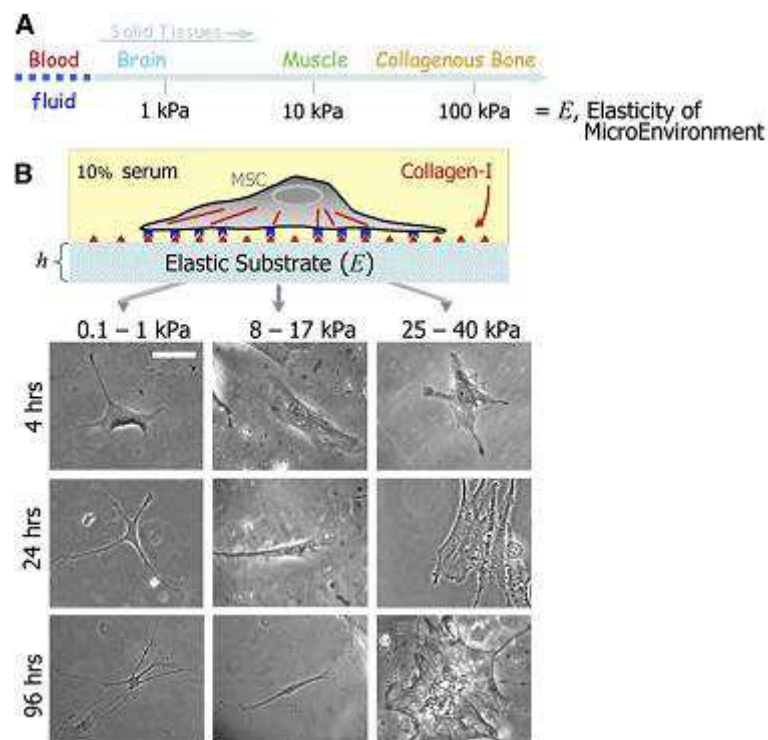 A
Solid Tissues
Blood Brain Muscle Collagenous Bone
fluid
1 kPa 10 kPa 100 kPa = E, Elasticity of
MicroEnvironment
B
10% serum MSC Collagen-I
h
Elastic Substrate (E)
0.1 – 1 kPa 8 – 17 kPa 25 – 40 kPa
4 hrs
24 hrs
96 hrs